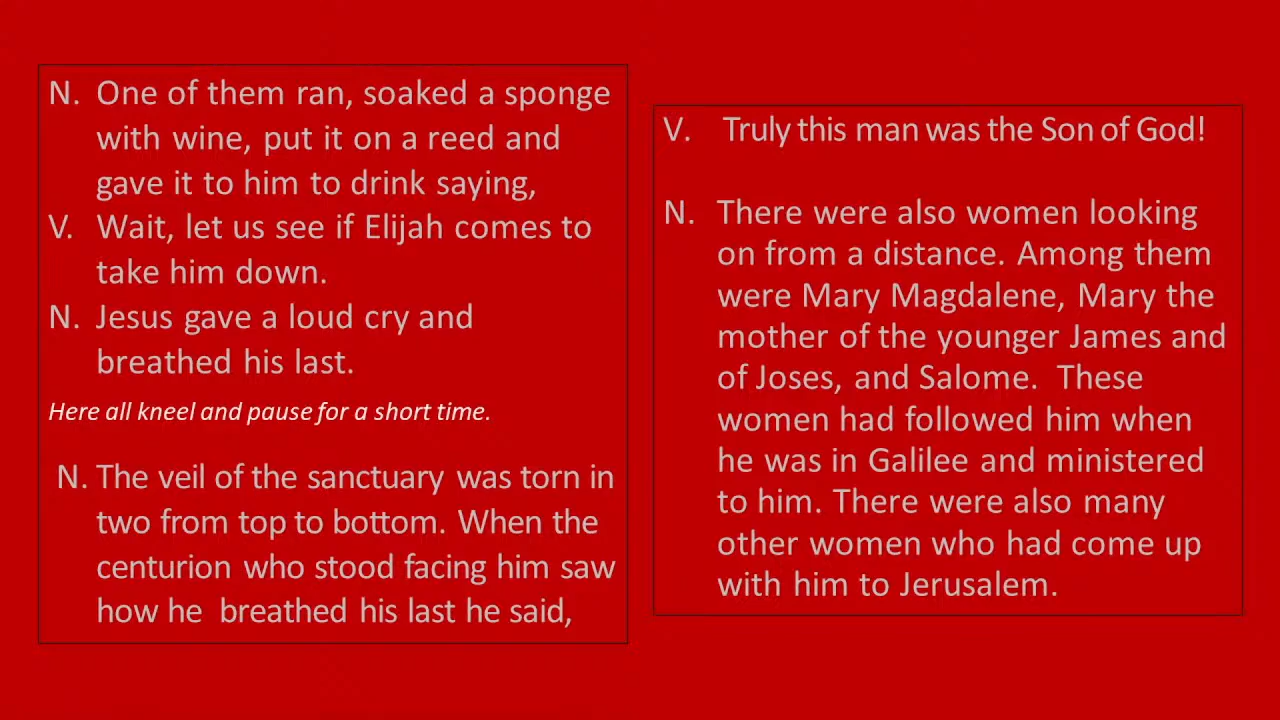 N. One of them ran, soaked a sponge
with wine, put it on a reed and
gave it to him to drink saying,
V. Wait, let us see if Elijah comes to
take him down.
N. Jesus gave a loud cry and
breathed his last.
Here all kneel and pause for a short time.
N. The veil of the sanctuary was torn in
two from top to bottom. When the
centurion who stood facing him saw
how he breathed his last he said,
V. Truly this man was the Son of God!
N. There were also women looking
on from a distance. Among them
were Mary Magdalene, Mary the
mother of the younger James and
of Joses, and Salome. These
women had followed him when
he was in Galilee and ministered
to him. There were also many
other women who had come up
with him to Jerusalem.